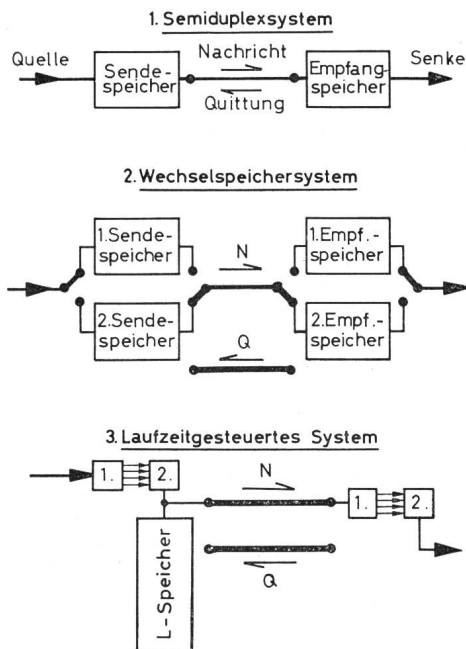 1. Semiduplexsystem
Quelle
Nachricht
Senke
Sende-
speicher
Empfang-
speicher
Quittung
2. Wechselspeichersystem
1. Sende-
speicher
N
1. Empf.-
speicher
2. Sende-
speicher
2. Empf.-
speicher
Q
3. Laufzeitgesteuertes System
N
1.
2.
1.
2.
L-Speicher
Q